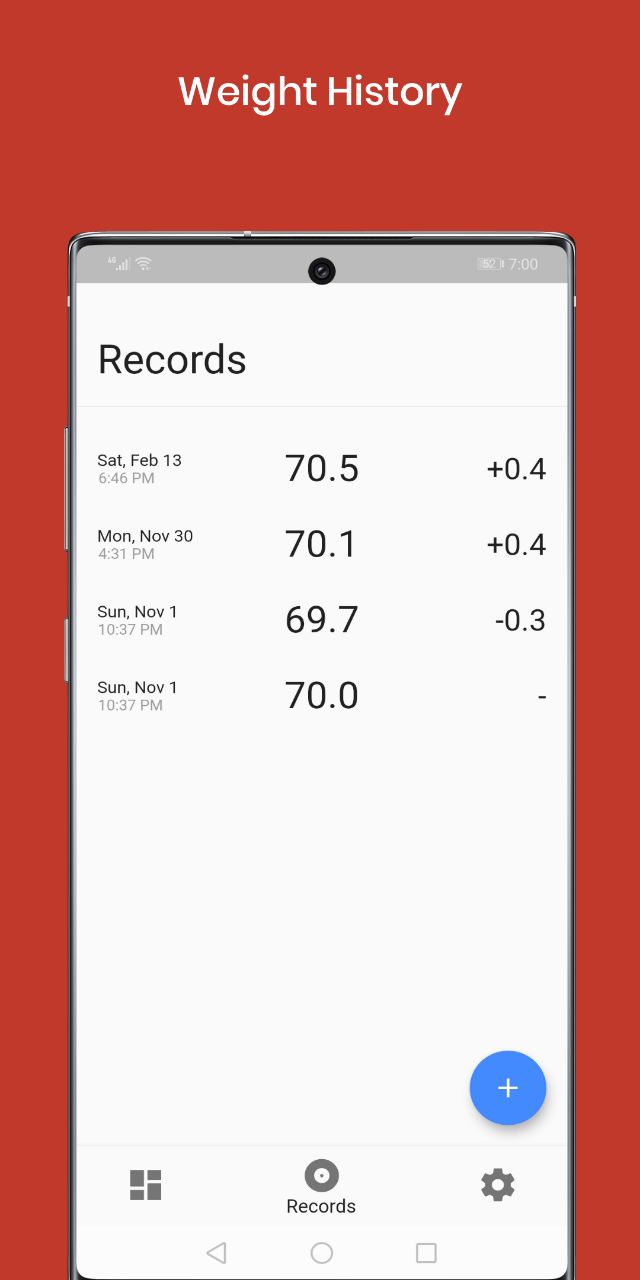 Weight History
4G
52 7:00
Records
Sat, Feb 13
6:46 PM
70.5
+0.4
Mon, Nov 30
4:31 PM
70.1
+0.4
Sun, Nov 1
10:37 PM
69.7
-0.3
Sun, Nov 1
10:37 PM
70.0
-
+
Records